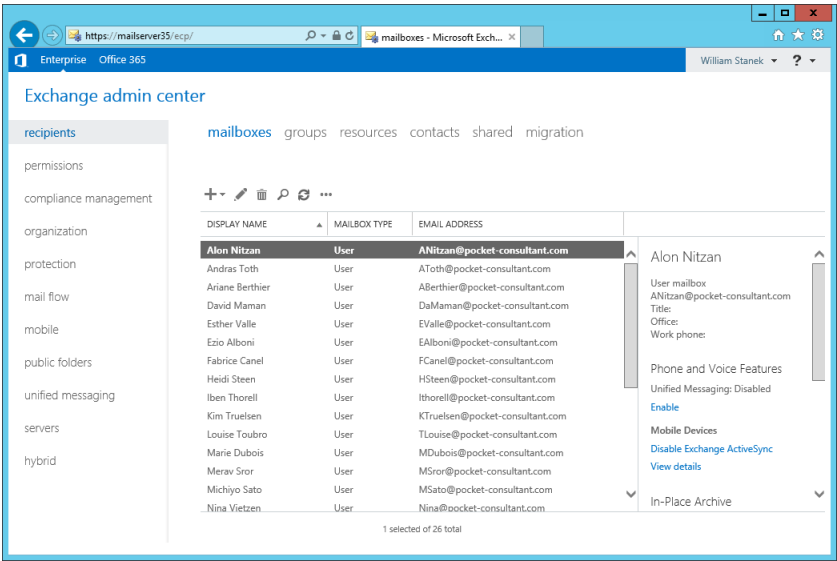 https://mailserver35/ecp/
mailboxes - Microsoft Exch...
Enterprise Office 365
William Stanek
?
Exchange admin center
recipients
permissions
compliance management
organization
protection
mail flow
mobile
public folders
unified messaging
servers
hybrid
mailboxes groups resources contacts shared migration
DISPLAY NAME MAILBOX TYPE EMAIL ADDRESS
Alon Nitzan User ANitzan@pocket-consultant.com
Andras Toth User AToth@pocket-consultant.com
Ariane Berthier User ABerthier@pocket-consultant.com
David Maman User DaMaman@pocket-consultant.com
Esther Valle User EValle@pocket-consultant.com
Ezio Alboni User EAlboni@pocket-consultant.com
Fabrice Canel User FCanel@pocket-consultant.com
Heidi Steen User HSteen@pocket-consultant.com
Iben Thorell User Ithorell@pocket-consultant.com
Kim Truelsen User KTruelsen@pocket-consultant.com
Louise Toubro User TLouise@pocket-consultant.com
Marie Dubois User MDubois@pocket-consultant.com
Merav Sror User MSror@pocket-consultant.com
Michiyo Sato User MSato@pocket-consultant.com
Nina Vietzen User Nina@pocket-consultant.com
1 selected of 26 total
Alon Nitzan
User mailbox
ANitzan@pocket-consultant.com
Title:
Office:
Work phone:
Phone and Voice Features
Unified Messaging: Disabled
Enable
Mobile Devices
Disable Exchange ActiveSync
View details
In-Place Archive